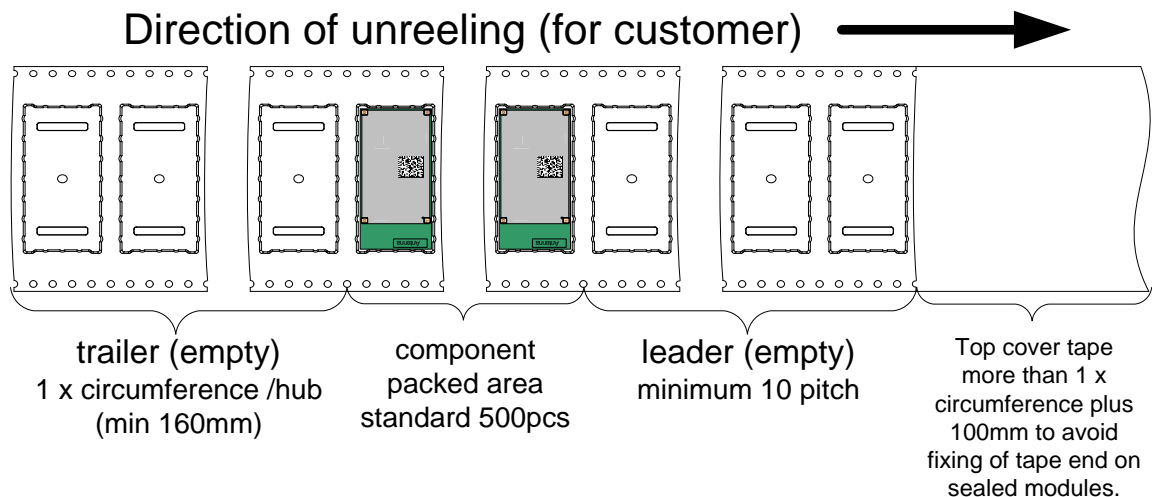 Direction of unreeling (for customer)
Antenna
Antenna
trailer (empty)
1 x circumference /hub
(min 160mm)
component
packed area
standard 500pcs
leader (empty)
minimum 10 pitch
Top cover tape
more than 1 x
circumference plus
100mm to avoid
fixing of tape end on
sealed modules.